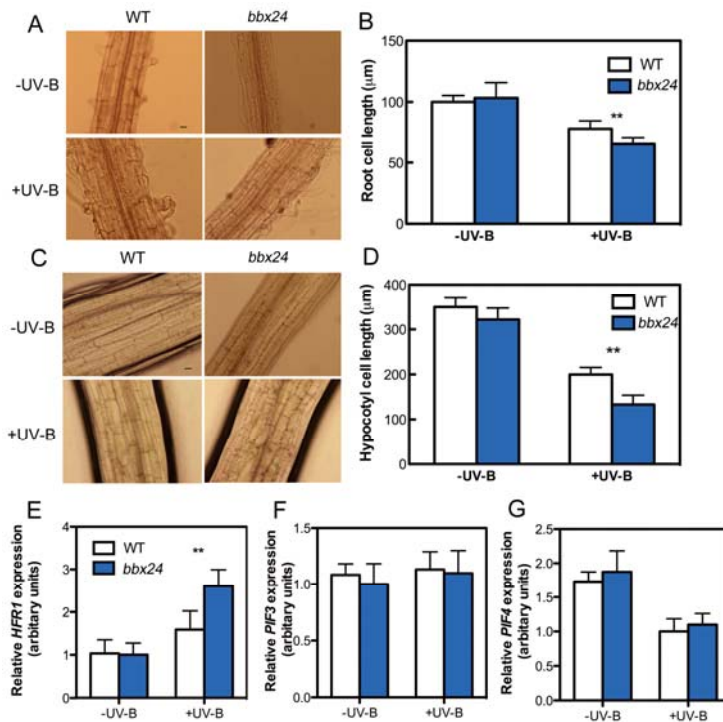 A
WT
bbx24
-UV-B
+UV-B
B
Root cell length (µm)
150
100
50
0
WT
bbx24
**
-UV-B
+UV-B
C
WT
bbx24
-UV-B
+UV-B
D
Hypocotyl cell length (µm)
400
300
200
100
0
WT
bbx24
**
-UV-B
+UV-B
E
Relative HFR1 expression
(arbitary units)
4
3
2
1
0
WT
bbx24
**
-UV-B
+UV-B
F
Relative PIF3 expression
(arbitary units)
1.5
1.0
0.5
0.0
-UV-B
+UV-B
G
Relative PIF4 expression
(arbitary units)
2.5
2.0
1.5
1.0
0.5
0.0
-UV-B
+UV-B